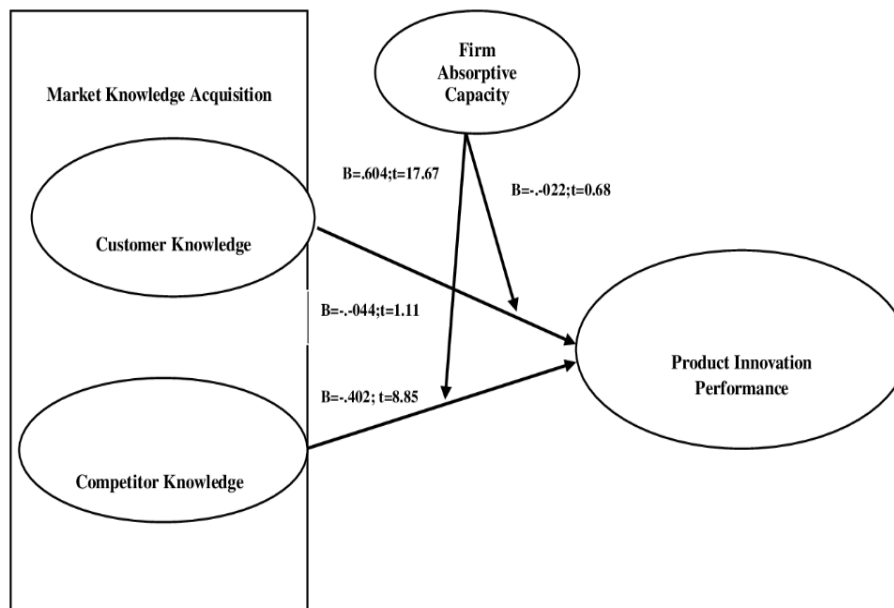 Firm
Absorptive
Capacity
Market Knowledge Acquisition
B=.604;t=17.67
B=-.-022;t=0.68
Customer Knowledge
B=-.-044;t=1.11
Product Innovation
Performance
B=-.402; t=8.85
Competitor Knowledge